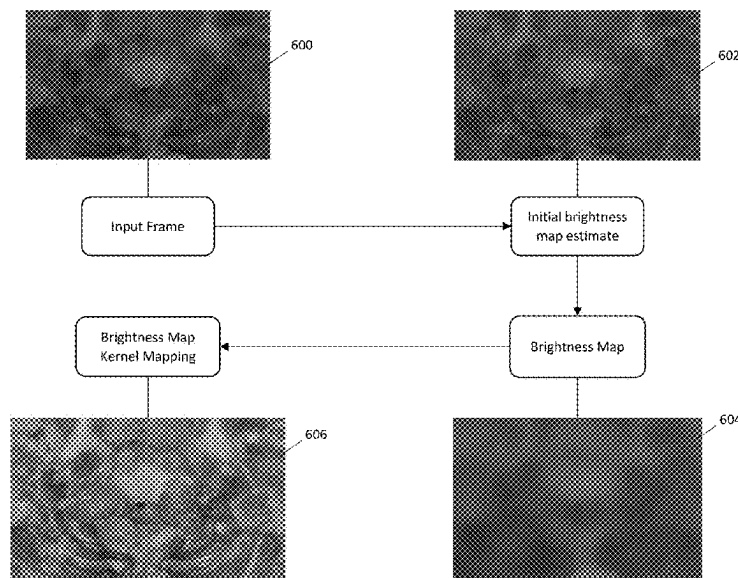 600
602
Input Frame
Initial brightness
map estimate
Brightness Map
Kernel Mapping
Brightness Map
606
604